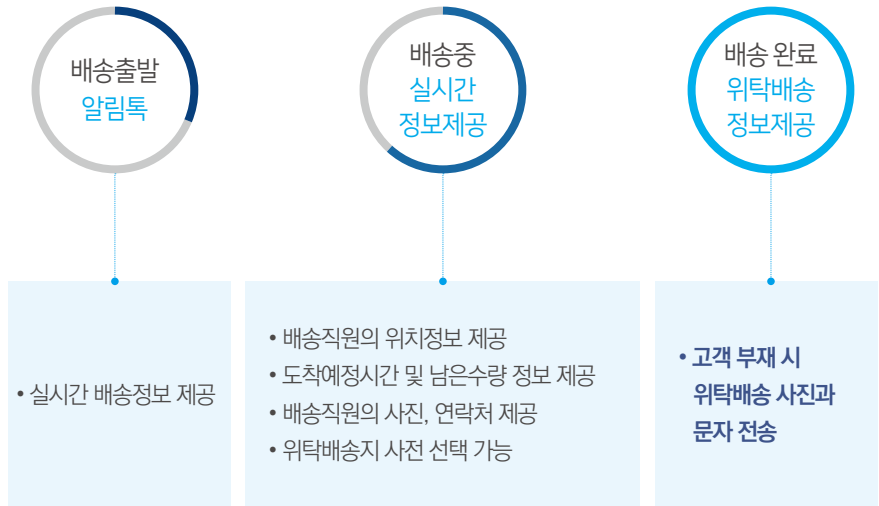 배송출발
알림톡
배송중
실시간
정보제공
배송 완료
위탁배송
정보제공
• 실시간 배송정보 제공
• 배송직원의 위치정보 제공
• 도착예정시간 및 남은수량 정보 제공
• 배송직원의 사진, 연락처 제공
• 위탁배송지 사전 선택 가능
• 고객 부재 시
위탁배송 사진과
문자 전송